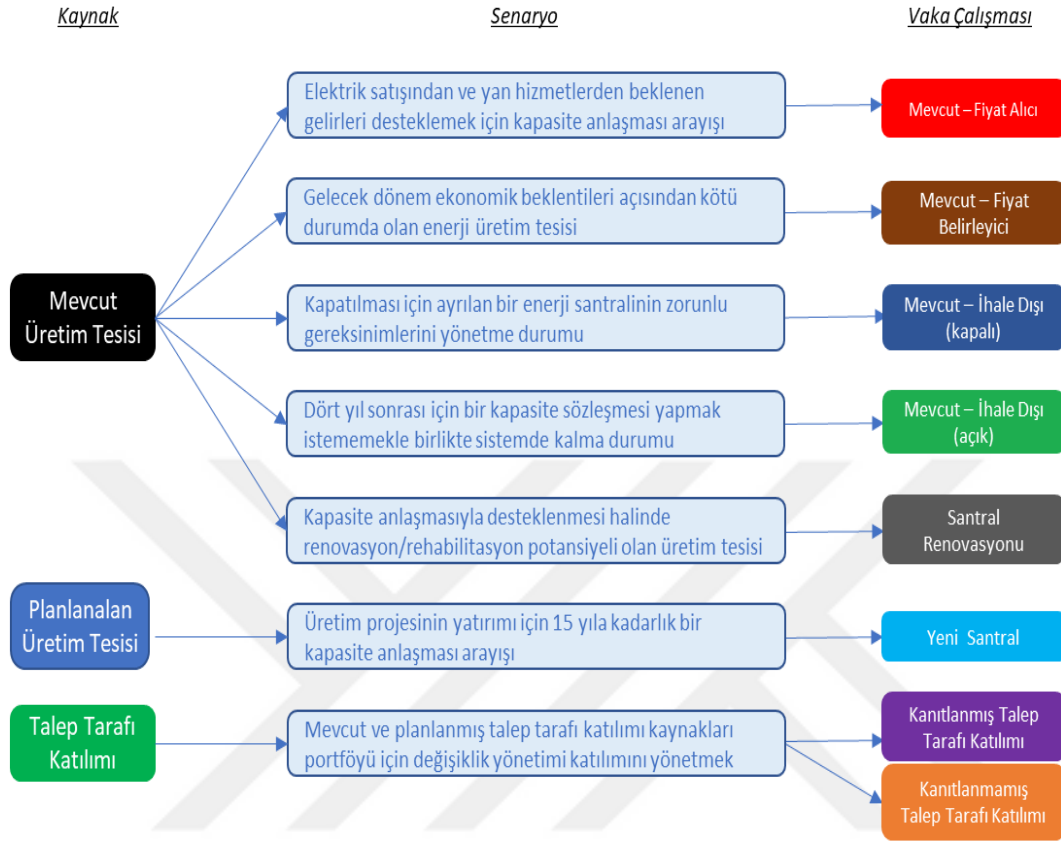 Kaynak
Senaryo
Vaka Çalışması
Elektrik satışından ve yan hizmetlerden beklenen
gelirleri desteklemek için kapasite anlaşması arayışı
Mevcut – Fiyat Alıcı
Gelecek dönem ekonomik beklentileri açısından kötü
durumda olan enerji üretim tesisi
Mevcut – Fiyat
Belirleyici
Mevcut
Üretim Tesisi
Kapatılması için ayrılan bir enerji santralinin zorunlu
gereksinimlerini yönetme durumu
Mevcut – İhale Dışı
(kapalı)
Dört yıl sonrası için bir kapasite sözleşmesi yapmak
istememekle birlikte sistemde kalma durumu
Mevcut – İhale Dışı
(açık)
Kapasite anlaşmasıyla desteklenmesi halinde
renovasyon/rehabilitasyon potansiyeli olan üretim tesisi
Santral
Renovasyonu
Planlanalan
Üretim Tesisi
Üretim projesinin yatırımı için 15 yıla kadarlık bir
kapasite anlaşması arayışı
Yeni Santral
Talep Tarafı
Katılımı
Mevcut ve planlanmış talep tarafı katılımı kaynakları
portföyü için değişiklik yönetimi katılımını yönetmek
Kanıtlanmış Talep
Tarafı Katılımı
Kanıtlanmamış
Talep Tarafı Katılımı